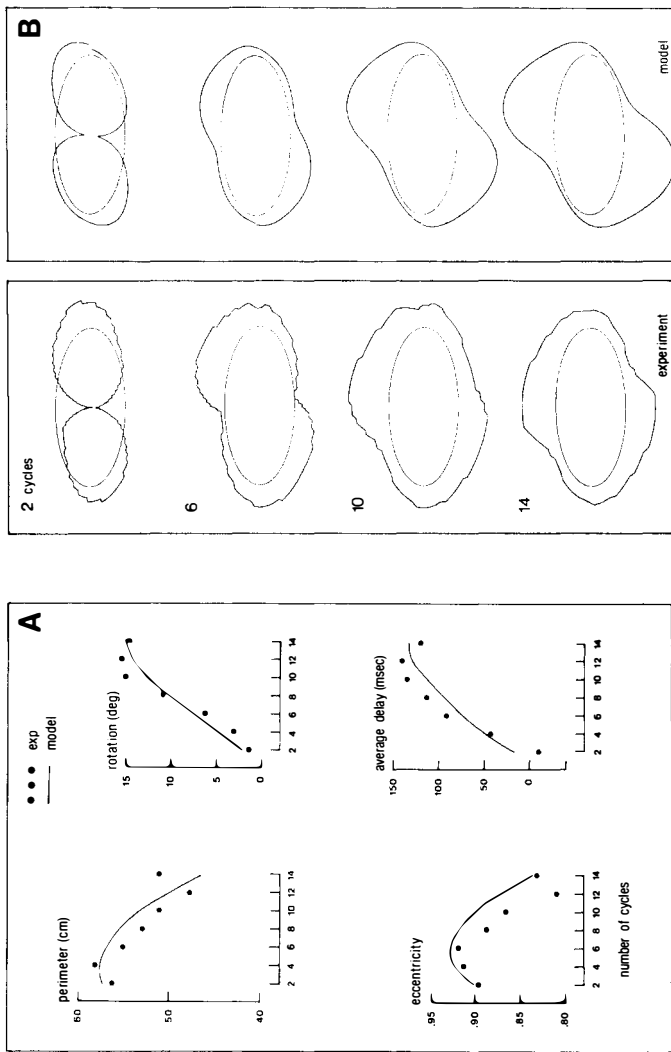 A
exp
model
perimeter (cm)
60
50
40
2 4 6 8 10 12 14
rotation (deg)
15
10
5
0
2 4 6 8 10 12 14
eccentricity
.95
.90
.85
.80
2 4 6 8 10 12 14
number of cycles
average delay (msec)
150
100
50
0
2 4 6 8 10 12 14
B
2 cycles
6
10
14
experiment
model